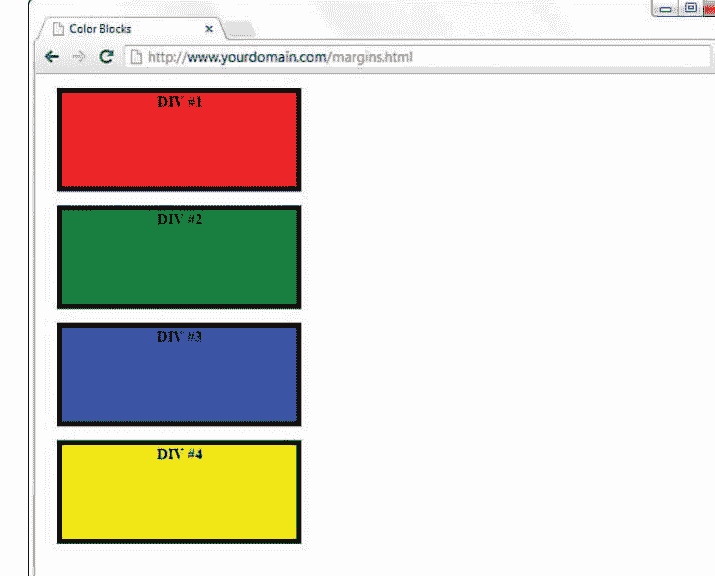 Color Blocks
http://www.yourdomain.com/margins.html
DIV #1
DIV #2
DIV #3
DIV #4